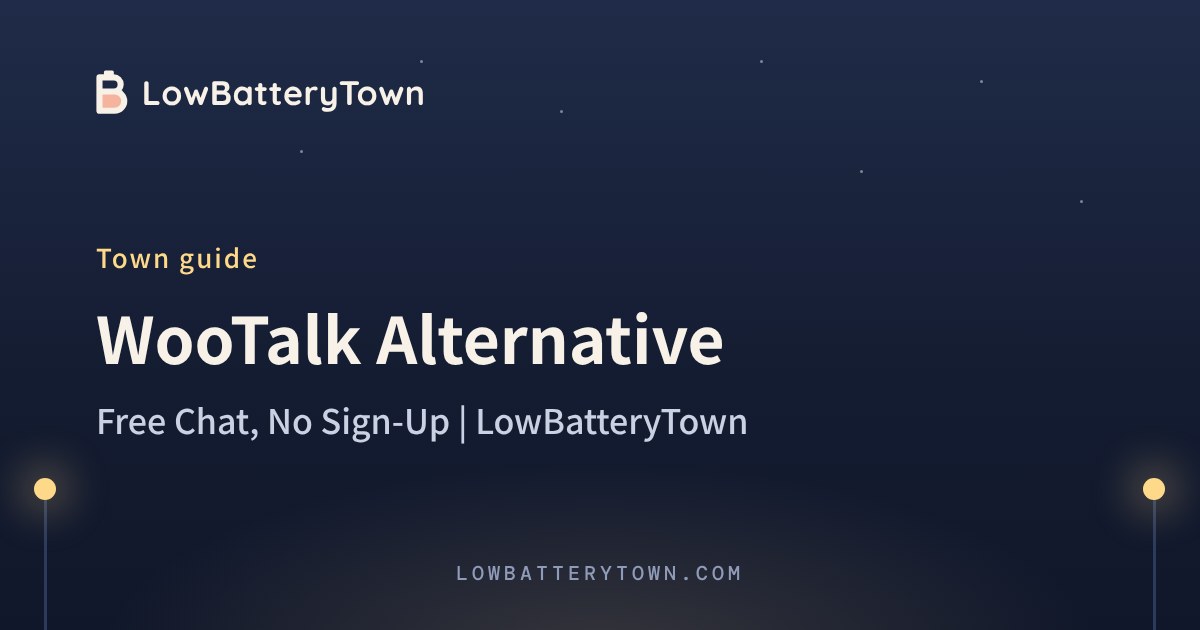 LowBatteryTown
Town guide
WooTalk Alternative
Free Chat, No Sign-Up | LowBatteryTown
LOWBATTERYTOWN.COM